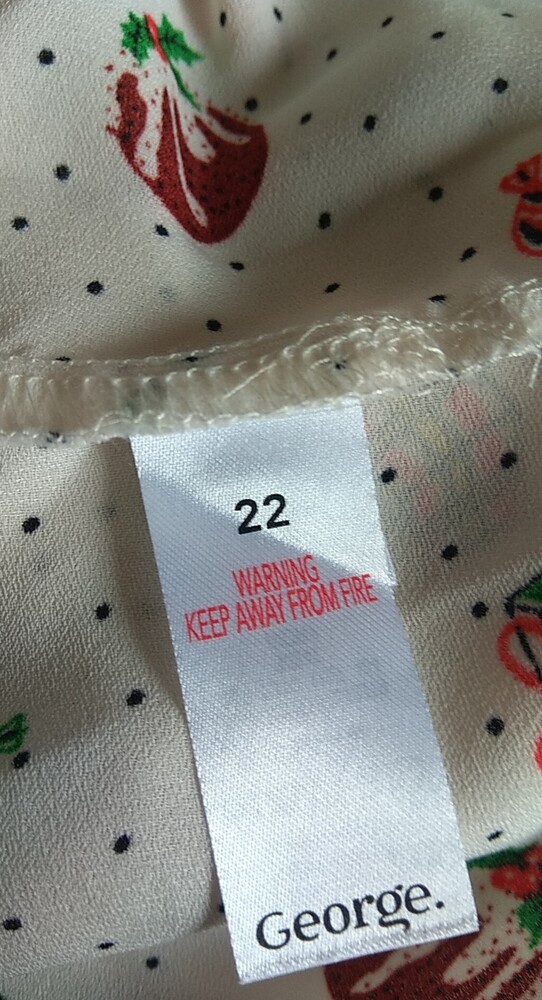 22
WARNING
KEEP AWAY FROM FIRE
George.